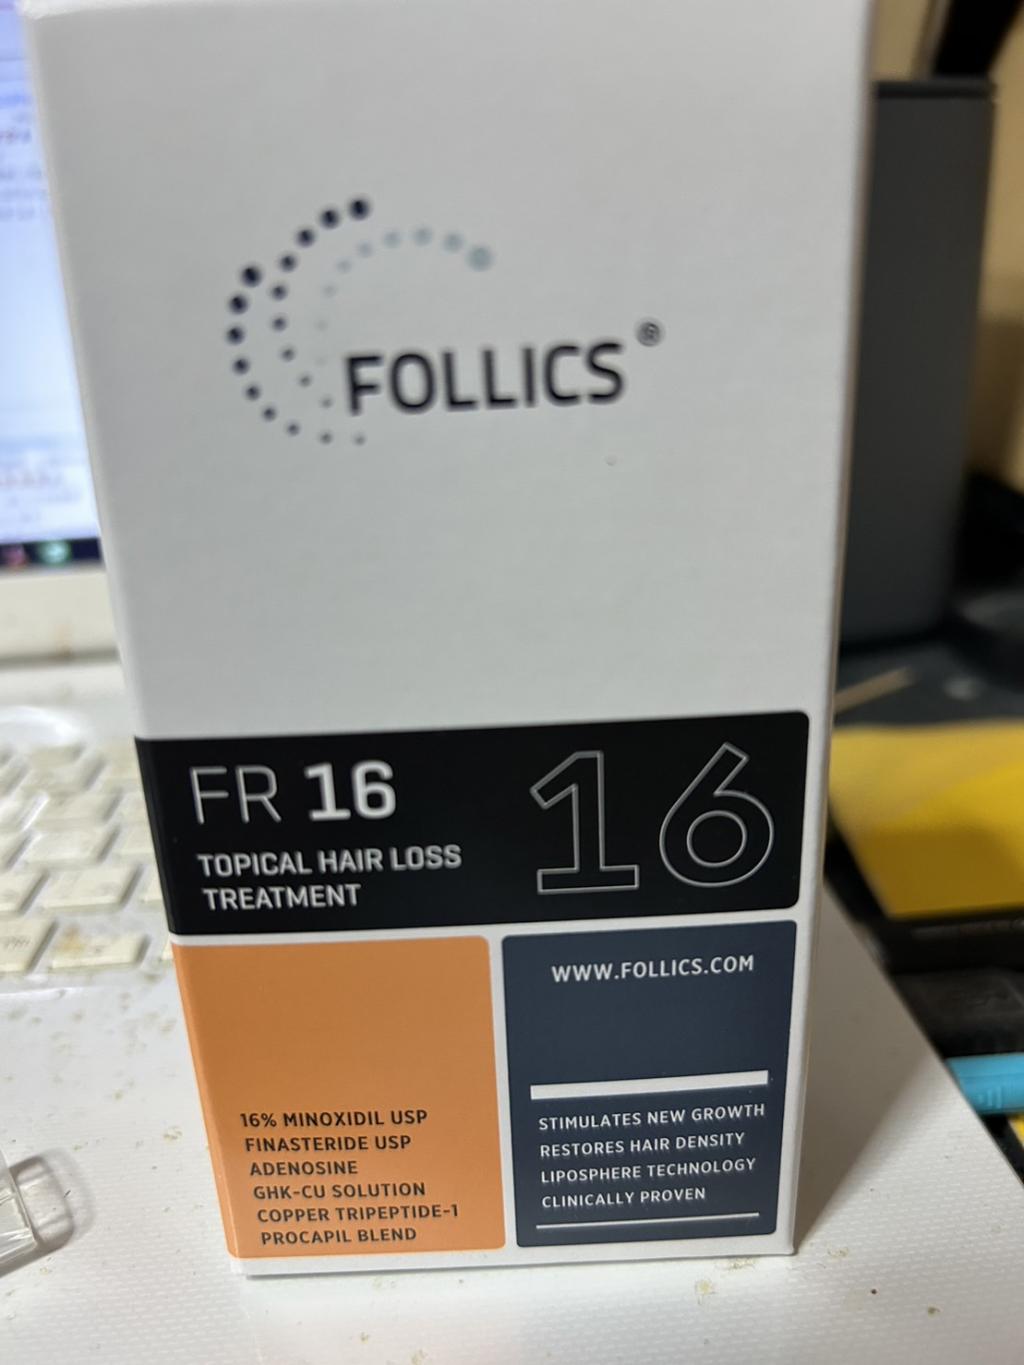 FOLLICS®
FR 16
TOPICAL HAIR LOSS
TREATMENT
16
16% MINOXIDIL USP
FINASTERIDE USP
ADENOSINE
GHK-CU SOLUTION
COPPER TRIPEPTIDE-1
PROCAPIL BLEND
WWW.FOLLICS.COM
STIMULATES NEW GROWTH
RESTORES HAIR DENSITY
LIPOSPHERE TECHNOLOGY
CLINICALLY PROVEN